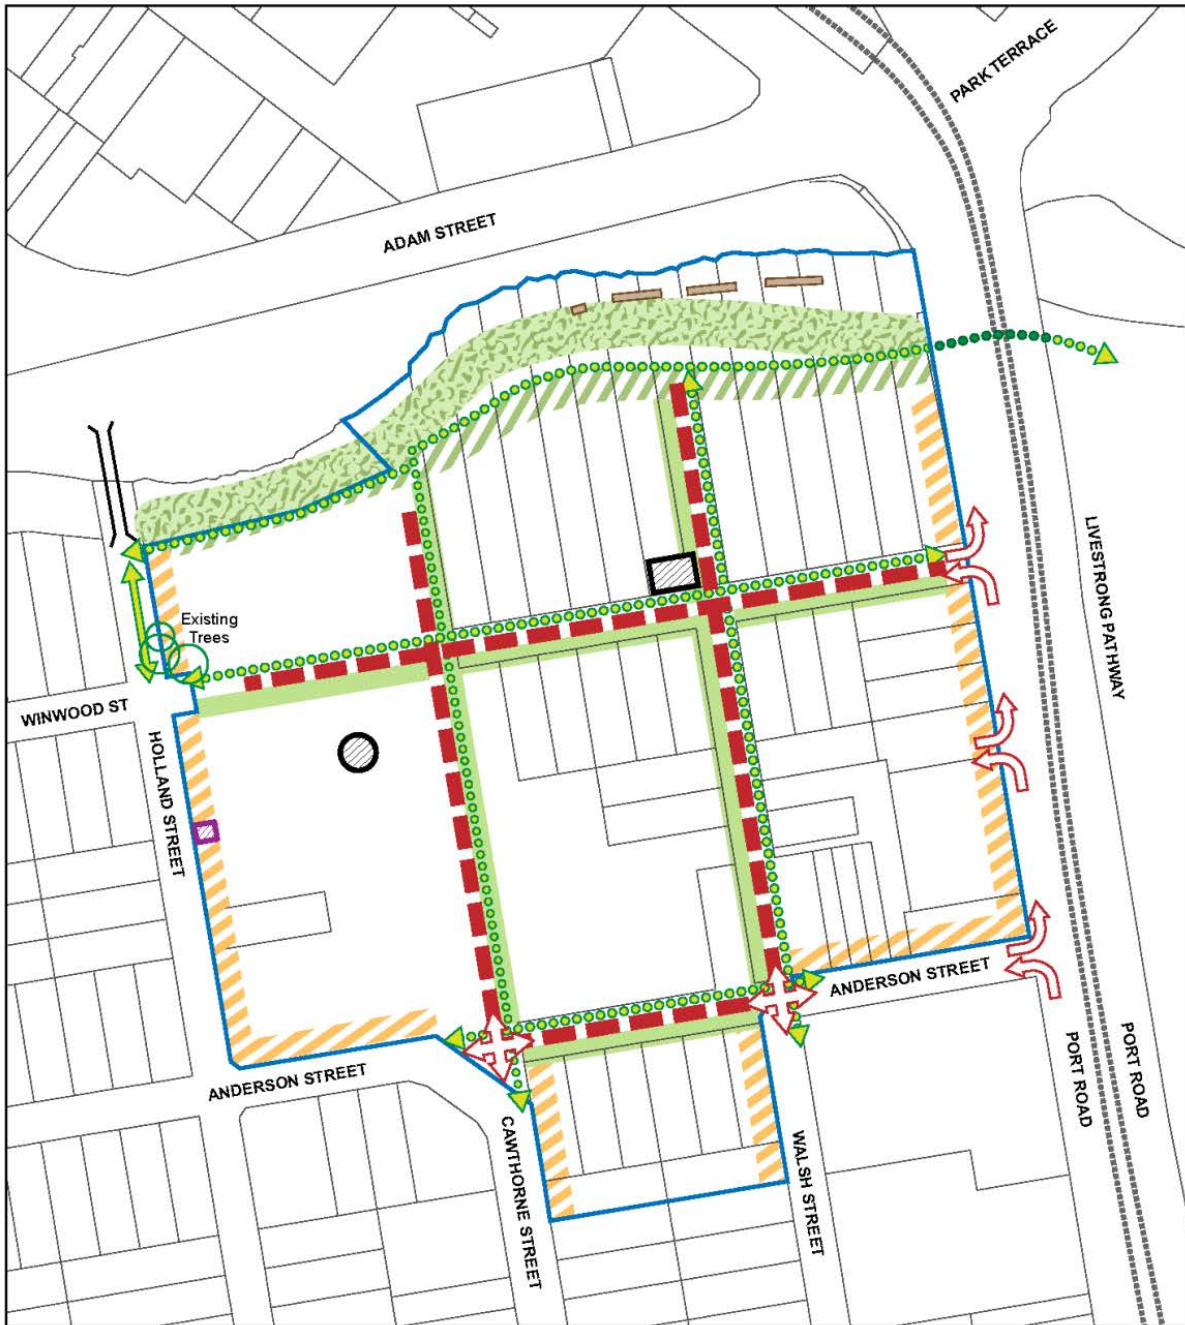 PARK TERRACE
ADAM STREET
LIVESTRONG PATHWAY
Existing
Trees
WINWOOD ST
HOLLAND STREET
ANDERSON STREET
ANDERSON STREET
PORT ROAD
PORT ROAD
CAWTHORNE STREET
WALSH STREET